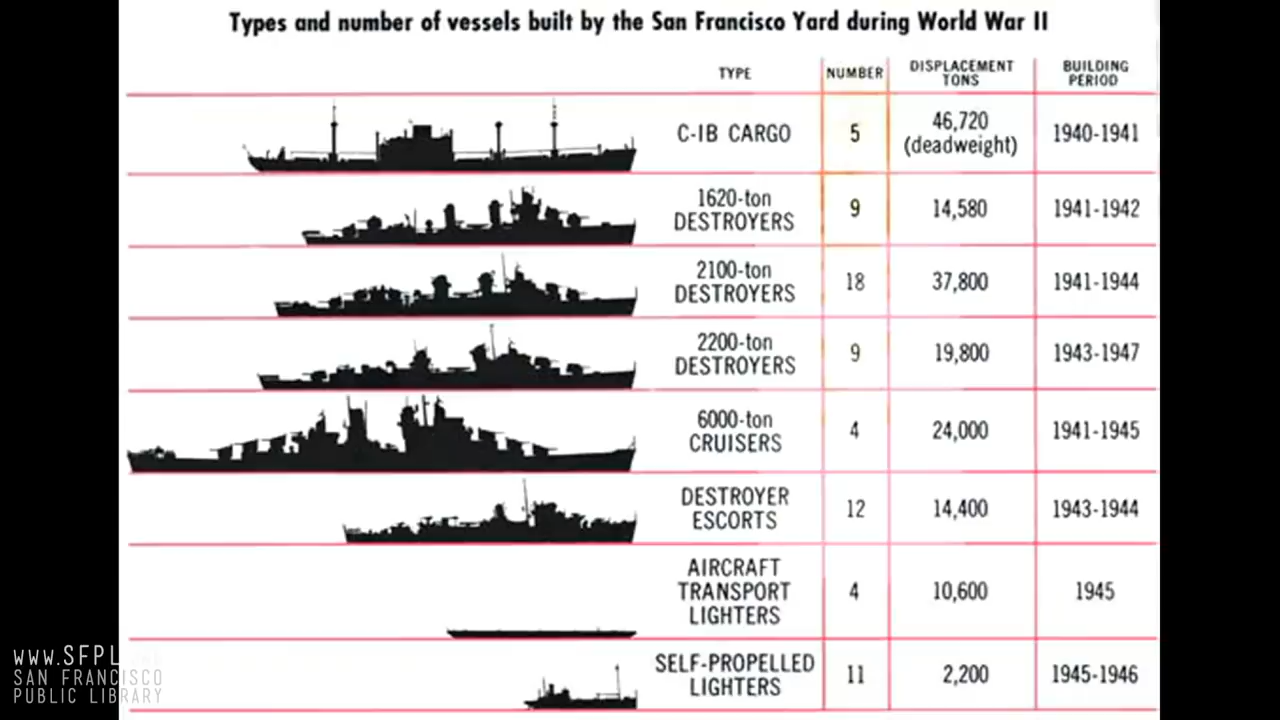 Types and number of vessels built by the San Francisco Yard during World War II
TYPE NUMBER DISPLACEMENT TONS BUILDING PERIOD
C-1B CARGO 5 46,720 (deadweight) 1940-1941
1620-ton DESTROYERS 9 14,580 1941-1942
2100-ton DESTROYERS 18 37,800 1941-1944
2200-ton DESTROYERS 9 19,800 1943-1947
6000-ton CRUISERS 4 24,000 1941-1945
DESTROYER ESCORTS 12 14,400 1943-1944
AIRCRAFT TRANSPORT LIGHTERS 4 10,600 1945
SELF-PROPELLED LIGHTERS 11 2,200 1945-1946
www.SFPL
SAN FRANCISCO
PUBLIC LIBRARY